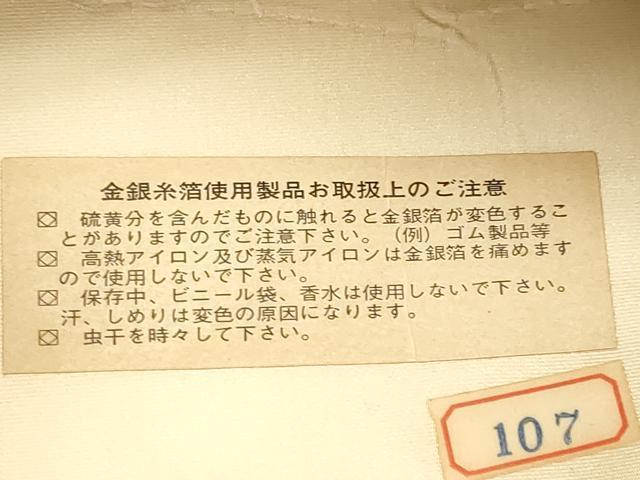 金銀糸箔使用製品お取扱上のご注意
硫黄分を含んだものに触れると金銀箔が変色するこ
とがありますのでご注意下さい。（例）ゴム製品等
高熱アイロン及び蒸気アイロンは金銀箔を痛めます
ので使用しないで下さい。
保存中、ビニール袋、香水は使用しないで下さい。
汗、しめりは変色の原因になります。
虫干を時々して下さい。
107